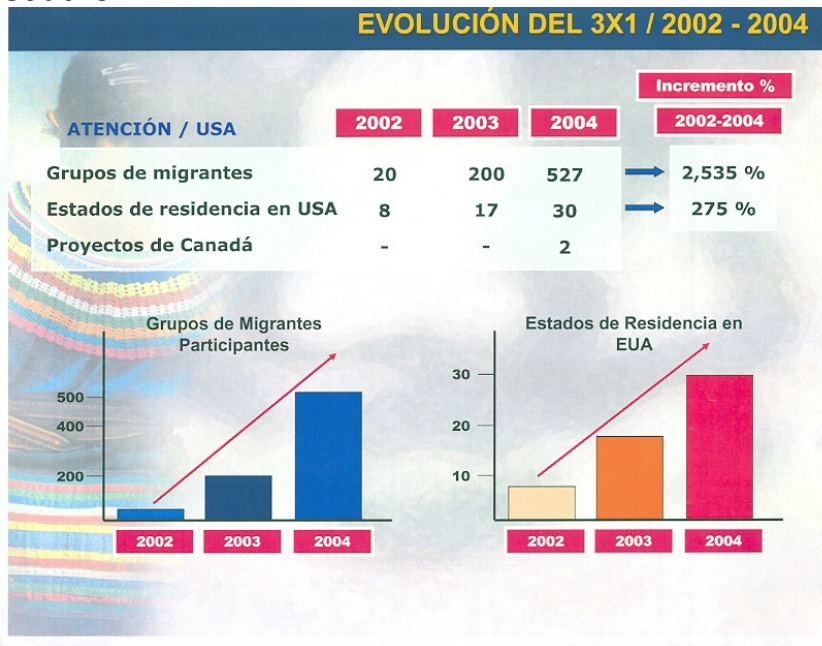 EVOLUCIÓN DEL 3X1 / 2002 - 2004
Incremento %
ATENCIÓN / USA 2002 2003 2004 2002-2004
Grupos de migrantes 20 200 527 2,535 %
Estados de residencia en USA 8 17 30 275 %
Proyectos de Canadá - - 2
Grupos de Migrantes
Participantes
500
400
200
2002 2003 2004
Estados de Residencia en
EUA
30
20
10
2002 2003 2004